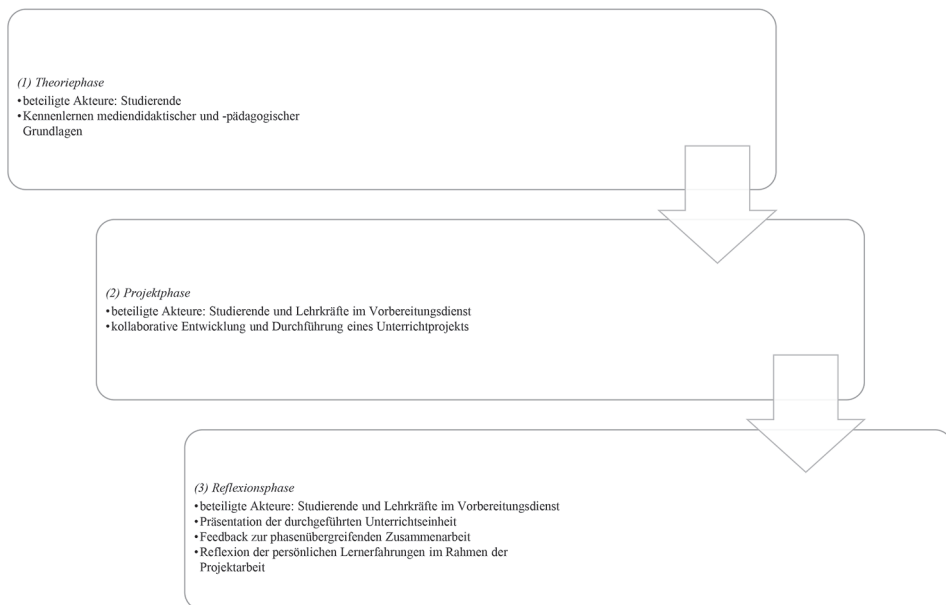 (1) Theoriephase
•beteiligte Akteure: Studierende
•Kennenlernen mediendidaktischer und -pädagogischer
Grundlagen
(2) Projektphase
•beteiligte Akteure: Studierende und Lehrkräfte im Vorbereitungsdienst
•kollaborative Entwicklung und Durchführung eines Unterrichtprojekts
(3) Reflexionsphase
•beteiligte Akteure: Studierende und Lehrkräfte im Vorbereitungsdienst
•Präsentation der durchgeführten Unterrichtseinheit
•Feedback zur phasenübergreifenden Zusammenarbeit
•Reflexion der persönlichen Lernerfahrungen im Rahmen der
Projektarbeit